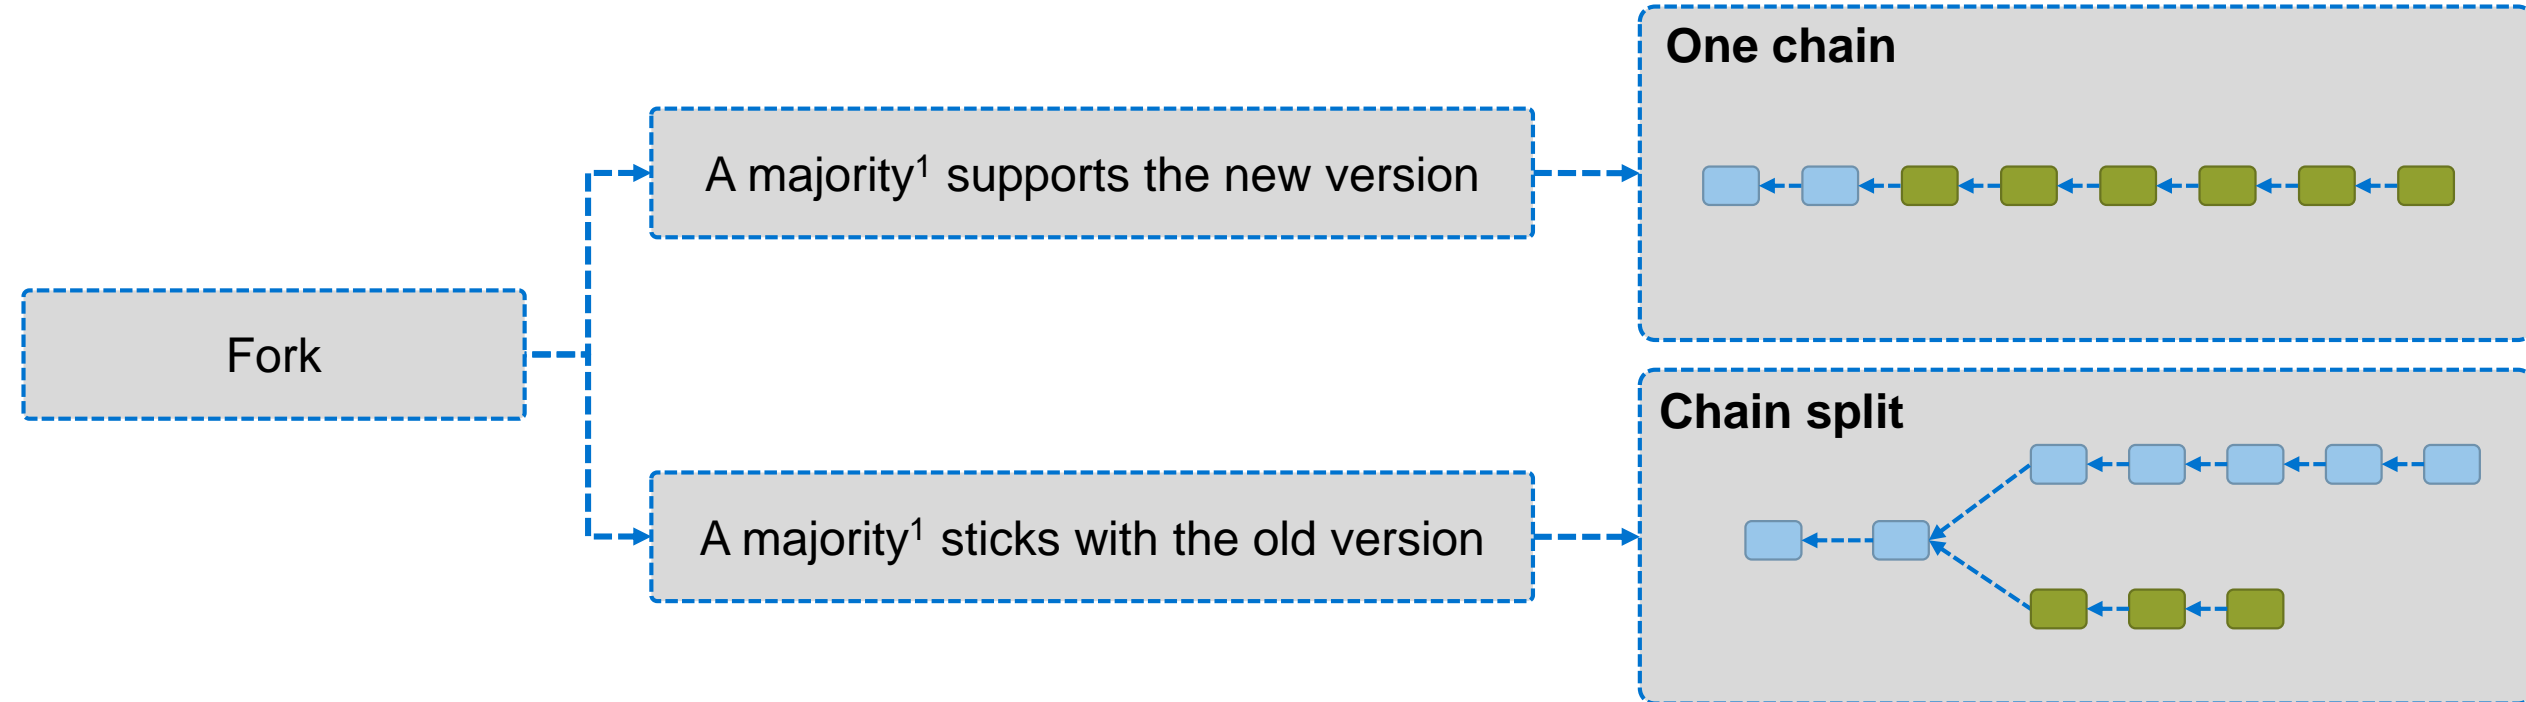 One chain
A majority¹ supports the new version
Fork
Chain split
A majority¹ sticks with the old version